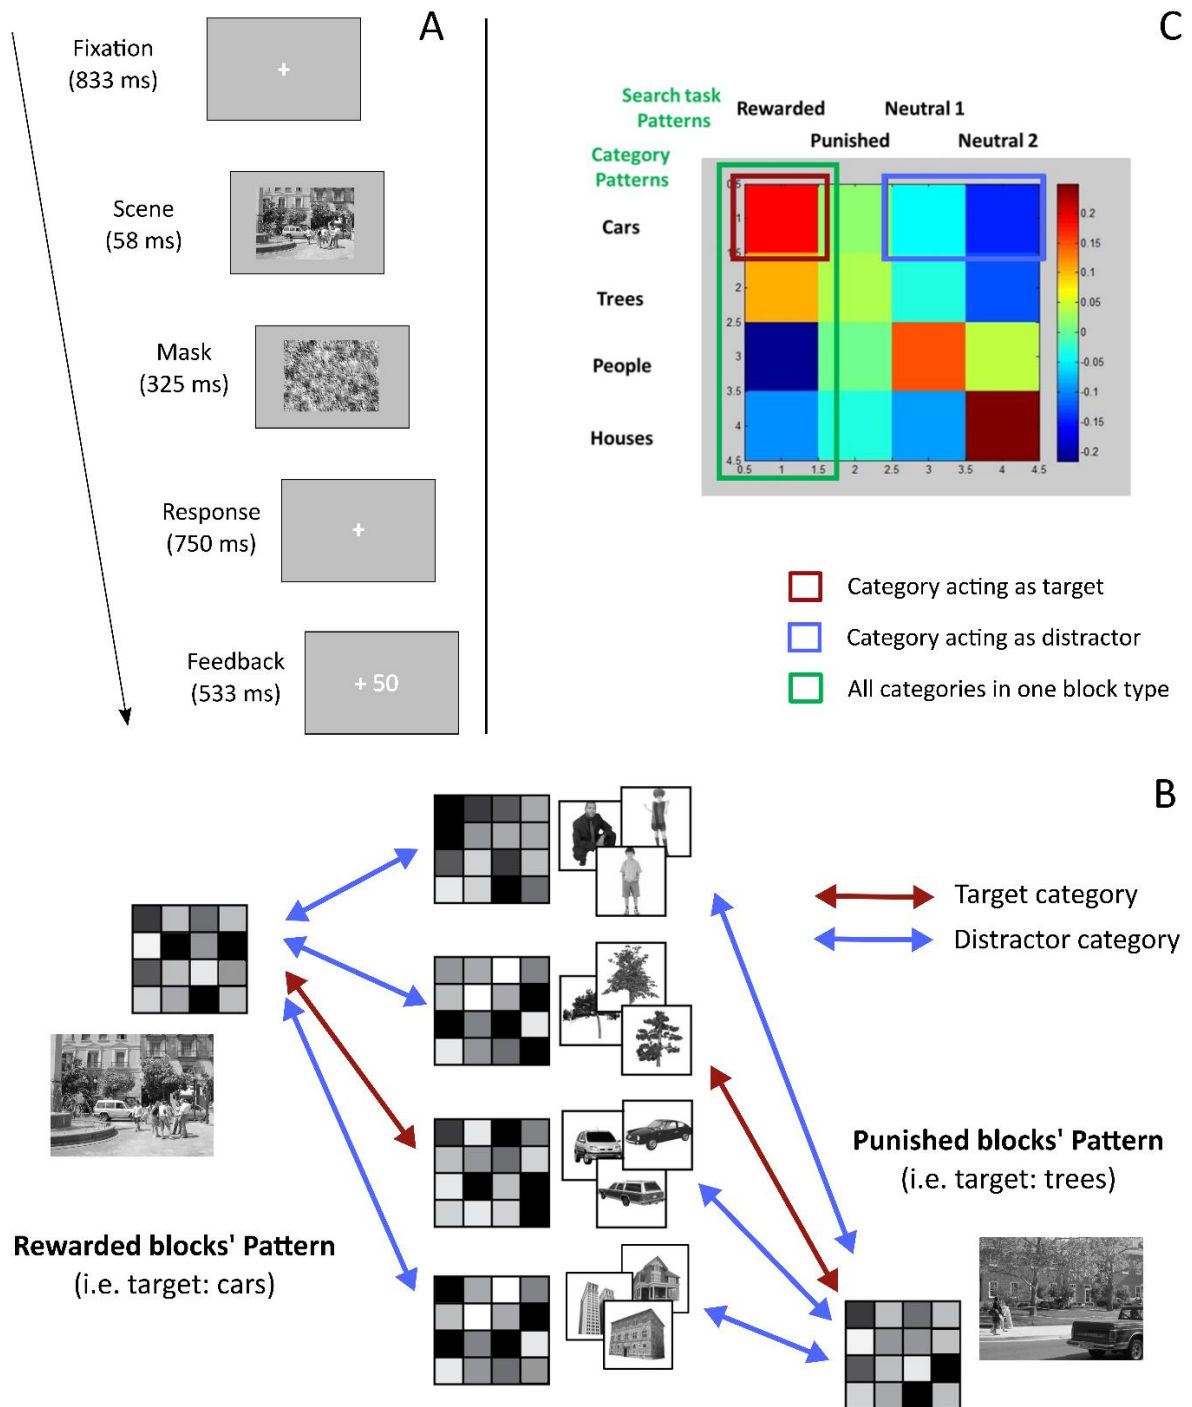 A
Fixation
(833 ms)
+
Scene
(58 ms)
Mask
(325 ms)
Response
(750 ms)
+
Feedback
(533 ms)
+ 50
C
Search task
Patterns
Rewarded
Neutral 1
Punished
Neutral 2
Category
Patterns
Cars
Trees
People
Houses
0.5
1
1.5
2
2.5
3
3.5
4
4.5
0.5 1 1.5 2 2.5 3 3.5 4 4.5
0.2
0.15
0.1
0.05
0
-0.05
-0.1
-0.15
-0.2
Category acting as target
Category acting as distractor
All categories in one block type
B
Target category
Distractor category
Rewarded blocks' Pattern
(i.e. target: cars)
Punished blocks' Pattern
(i.e. target: trees)